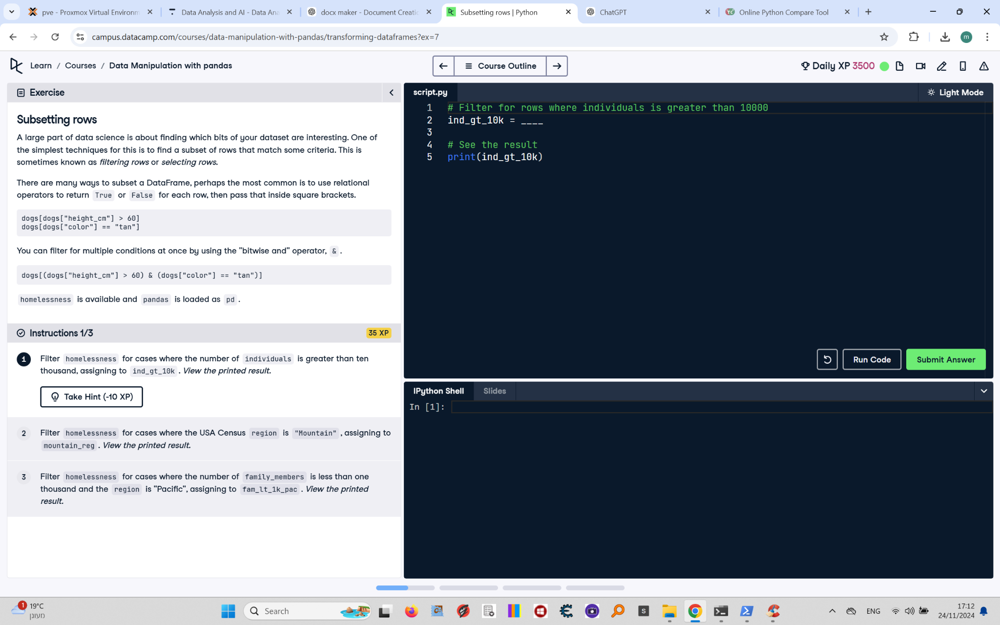 pve - Proxmox Virtual Environm
Data Analysis and AI - Data Ana
docx maker - Document Creatio
Subsetting rows | Python
ChatGPT
Online Python Compare Tool
campus.datacamp.com/courses/data-manipulation-with-pandas/transforming-dataframes?ex=7
m
Learn / Courses / Data Manipulation with pandas
Course Outline
Daily XP 3500
Exercise
Subsetting rows
A large part of data science is about finding which bits of your dataset are interesting. One of
the simplest techniques for this is to find a subset of rows that match some criteria. This is
sometimes known as filtering rows or selecting rows.
There are many ways to subset a DataFrame, perhaps the most common is to use relational
operators to return True or False for each row, then pass that inside square brackets.
dogs[dogs["height_cm"] > 60]
dogs[dogs["color"] == "tan"]
You can filter for multiple conditions at once by using the "bitwise and" operator, & .
dogs[(dogs["height_cm"] > 60) & (dogs["color"] == "tan")]
homelessness is available and pandas is loaded as pd .
Instructions 1/3
35 XP
1 Filter homelessness for cases where the number of individuals is greater than ten
thousand, assigning to ind_gt_10k . View the printed result.
Take Hint (-10 XP)
2 Filter homelessness for cases where the USA Census region is "Mountain" , assigning to
mountain_reg . View the printed result.
3 Filter homelessness for cases where the number of family_members is less than one
thousand and the region is "Pacific", assigning to fam_lt_1k_pac . View the printed
result.
script.py
Light Mode
1 # Filter for rows where individuals is greater than 10000
2 ind_gt_10k = ____
3
4 # See the result
5 print(ind_gt_10k)
Run Code
Submit Answer
IPython Shell
Slides
In [1]:
1
19°C
מעונן
Search
S
ENG
17:12
24/11/2024